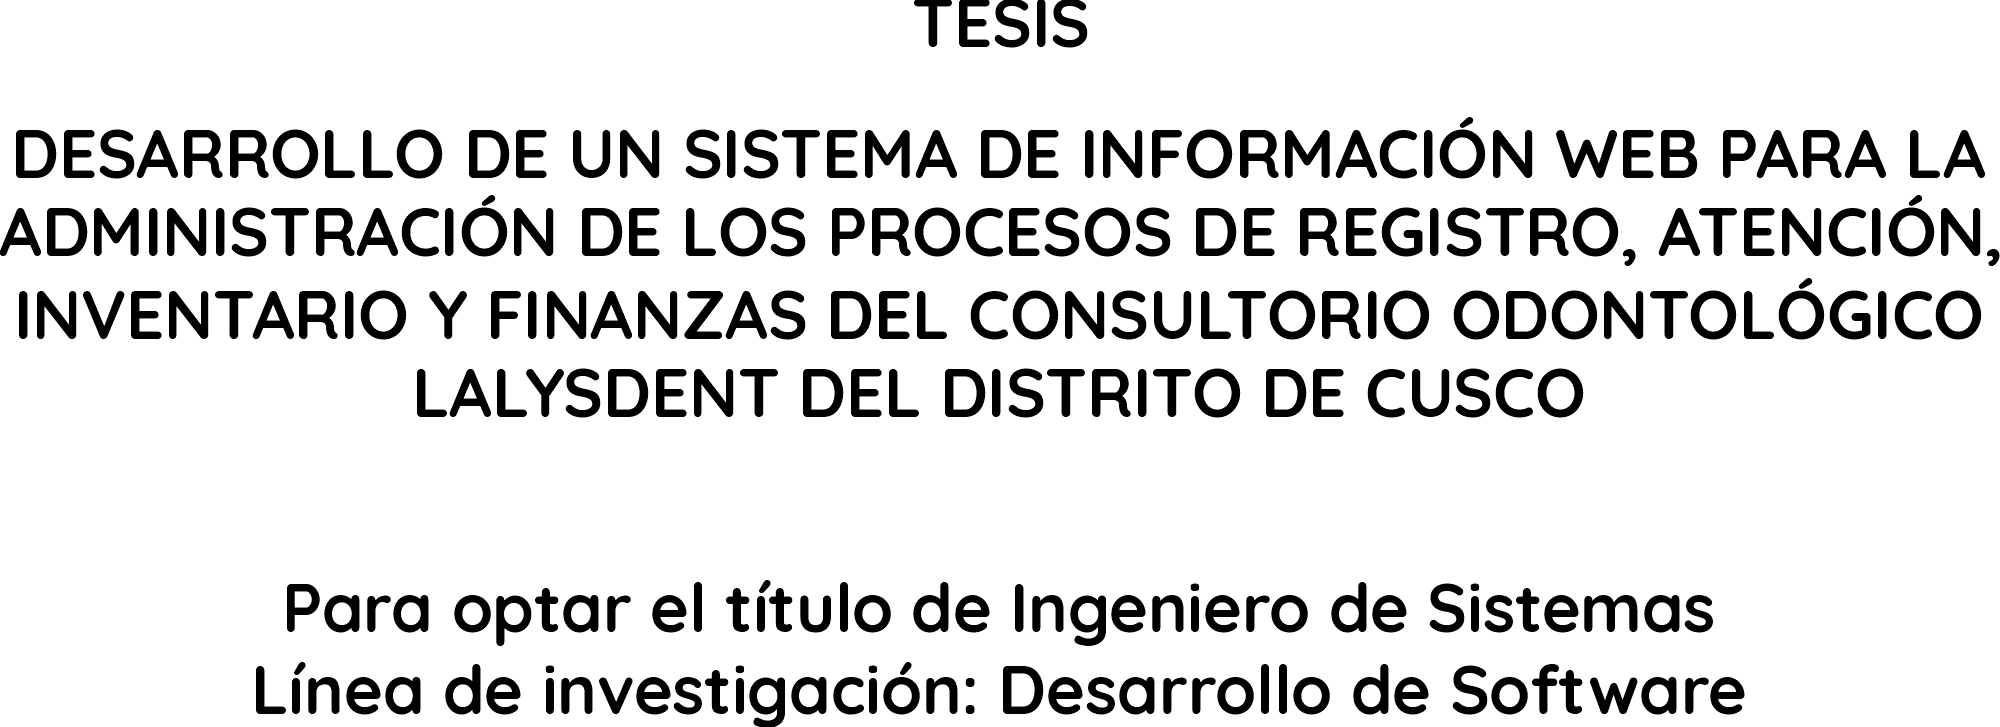 TESIS
DESARROLLO DE UN SISTEMA DE INFORMACIÓN WEB PARA LA
ADMINISTRACIÓN DE LOS PROCESOS DE REGISTRO, ATENCIÓN,
INVENTARIO Y FINANZAS DEL CONSULTORIO ODONTOLÓGICO
LALYSDENT DEL DISTRITO DE CUSCO
Para optar el título de Ingeniero de Sistemas
Línea de investigación: Desarrollo de Software